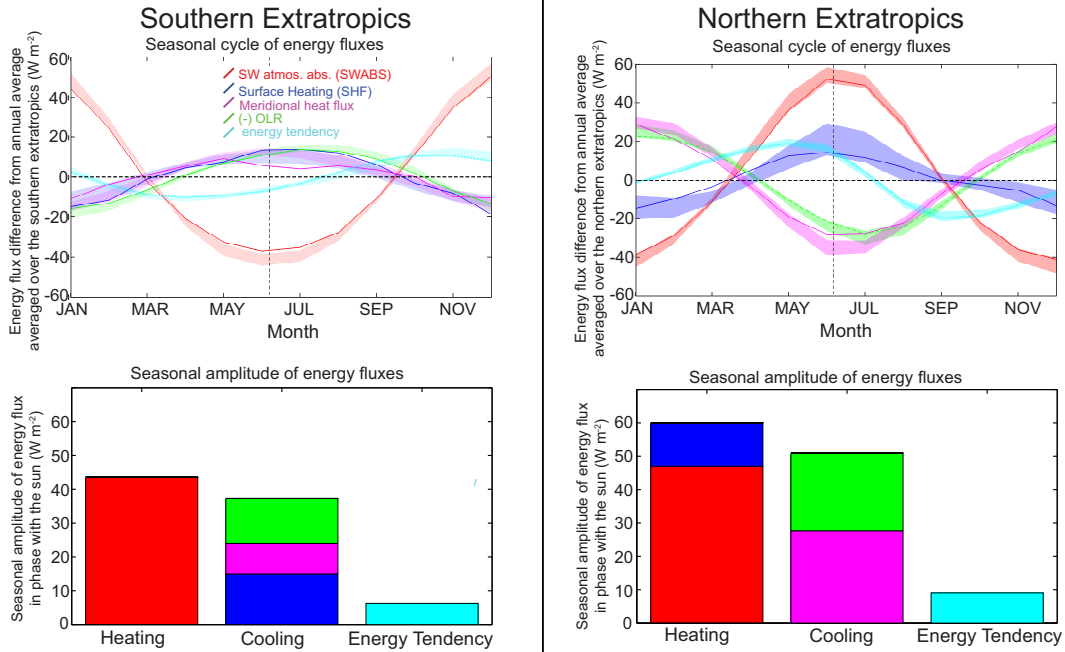 Southern Extratropics
Seasonal cycle of energy fluxes
Energy flux difference from annual average
averaged over the southern extratropics (W m-2)
60
40
20
0
-20
-40
-60
SW atmos. abs. (SWABS)
Surface Heating (SHF)
Meridional heat flux
(-) OLR
energy tendency
JAN
MAR
MAY
JUL
SEP
NOV
Month
Seasonal amplitude of energy fluxes
Seasonal amplitude of energy flux
in phase with the sun (W m-2)
60
50
40
30
20
10
0
Heating
Cooling
Energy Tendency
Northern Extratropics
Seasonal cycle of energy fluxes
Energy flux difference from annual average
averaged over the northern extratropics (W m-2)
60
40
20
0
-20
-40
-60
JAN
MAR
MAY
JUL
SEP
NOV
Month
Seasonal amplitude of energy fluxes
Seasonal amplitude of energy flux
in phase with the sun (W m-2)
60
50
40
30
20
10
0
Heating
Cooling
Energy Tendency